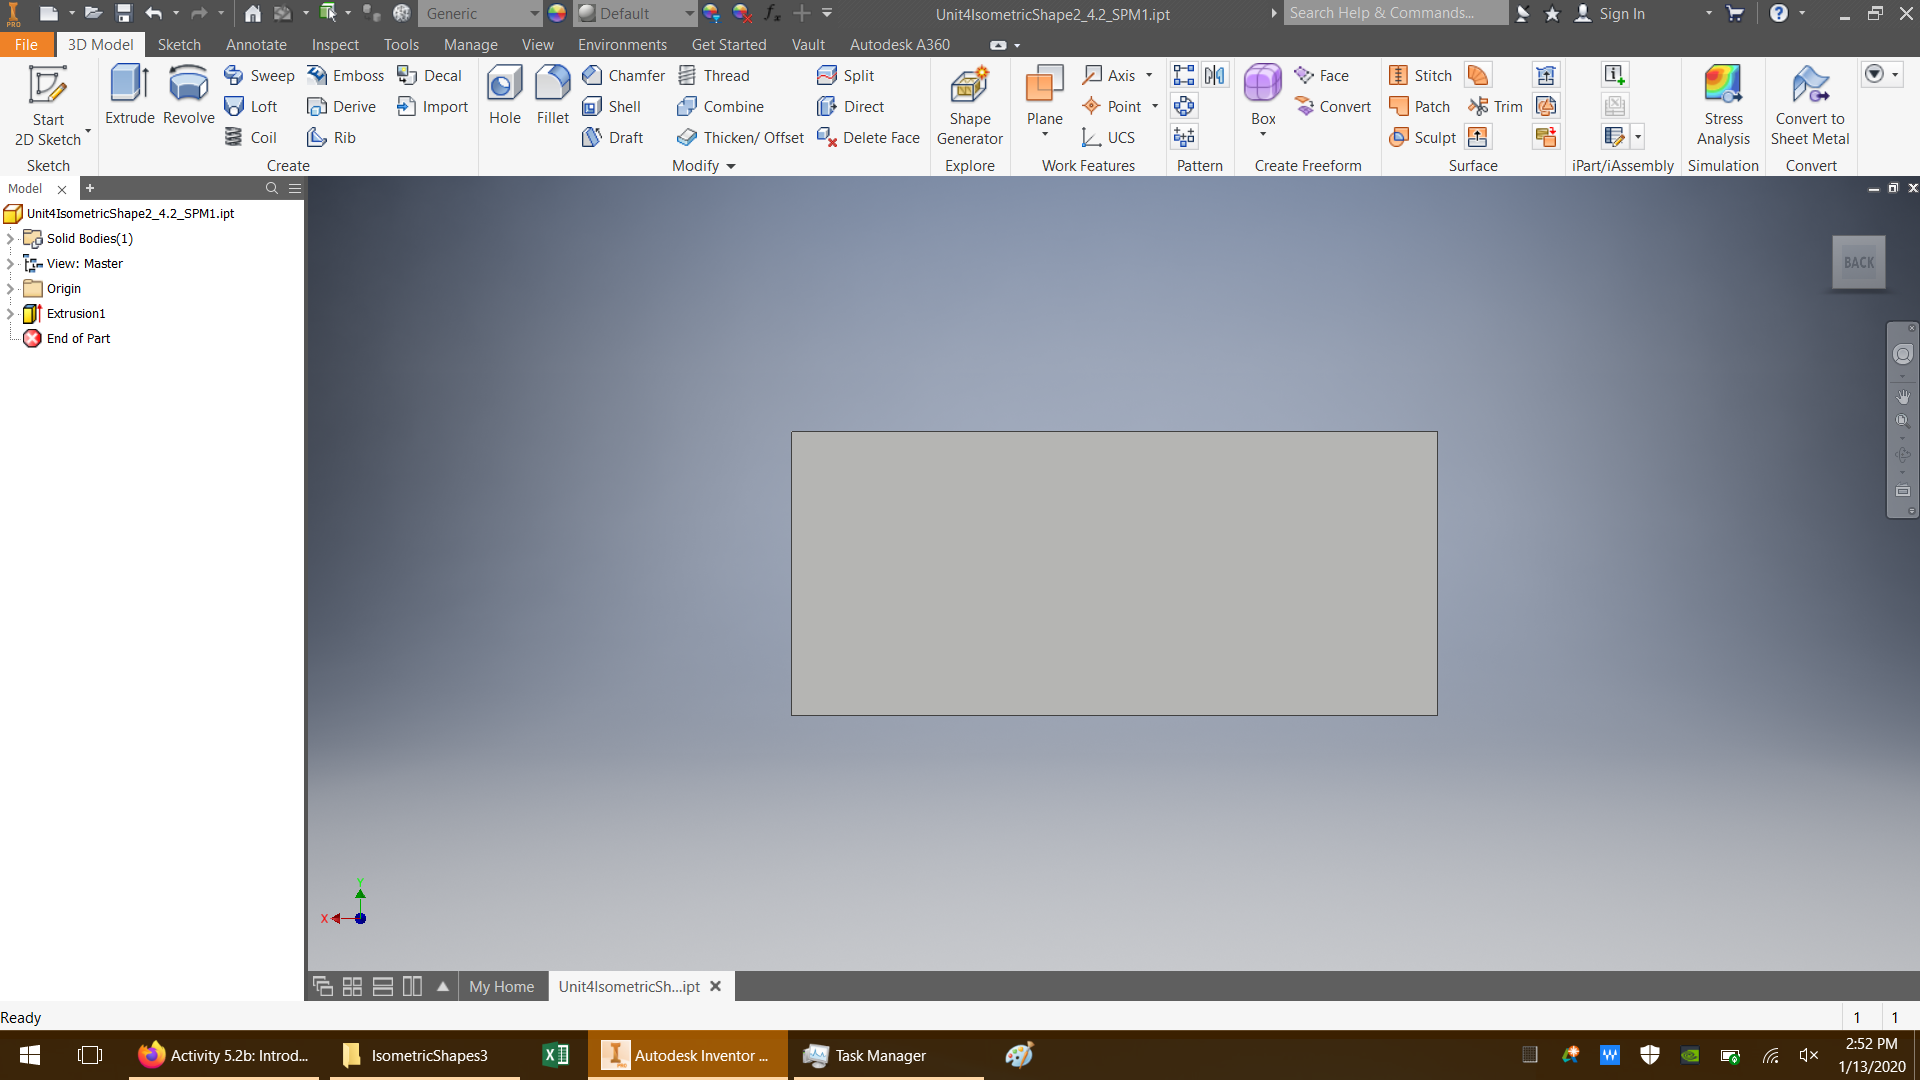 PRO
Generic
Default
fx
Unit4IsometricShape2_4.2_SPM1.ipt
Search Help & Commands...
Sign In
File
3D Model
Sketch
Annotate
Inspect
Tools
Manage
View
Environments
Get Started
Vault
Autodesk A360
Start
2D Sketch
Extrude
Revolve
Sweep
Loft
Coil
Emboss
Derive
Rib
Decal
Import
Hole
Fillet
Chamfer
Shell
Draft
Thread
Combine
Thicken/ Offset
Split
Direct
Delete Face
Shape
Generator
Plane
Axis
Point
UCS
Box
Face
Convert
Stitch
Patch
Sculpt
Trim
Stress
Analysis
Convert to
Sheet Metal
Sketch
Create
Modify
Explore
Work Features
Pattern
Create Freeform
Surface
iPart/iAssembly
Simulation
Convert
Model
Unit4IsometricShape2_4.2_SPM1.ipt
Solid Bodies(1)
View: Master
Origin
Extrusion1
End of Part
BACK
Y
X
My Home
Unit4IsometricSh...ipt
Ready
1
1
Activity 5.2b: Introd...
IsometricShapes3
Autodesk Inventor ...
Task Manager
2:52 PM
1/13/2020